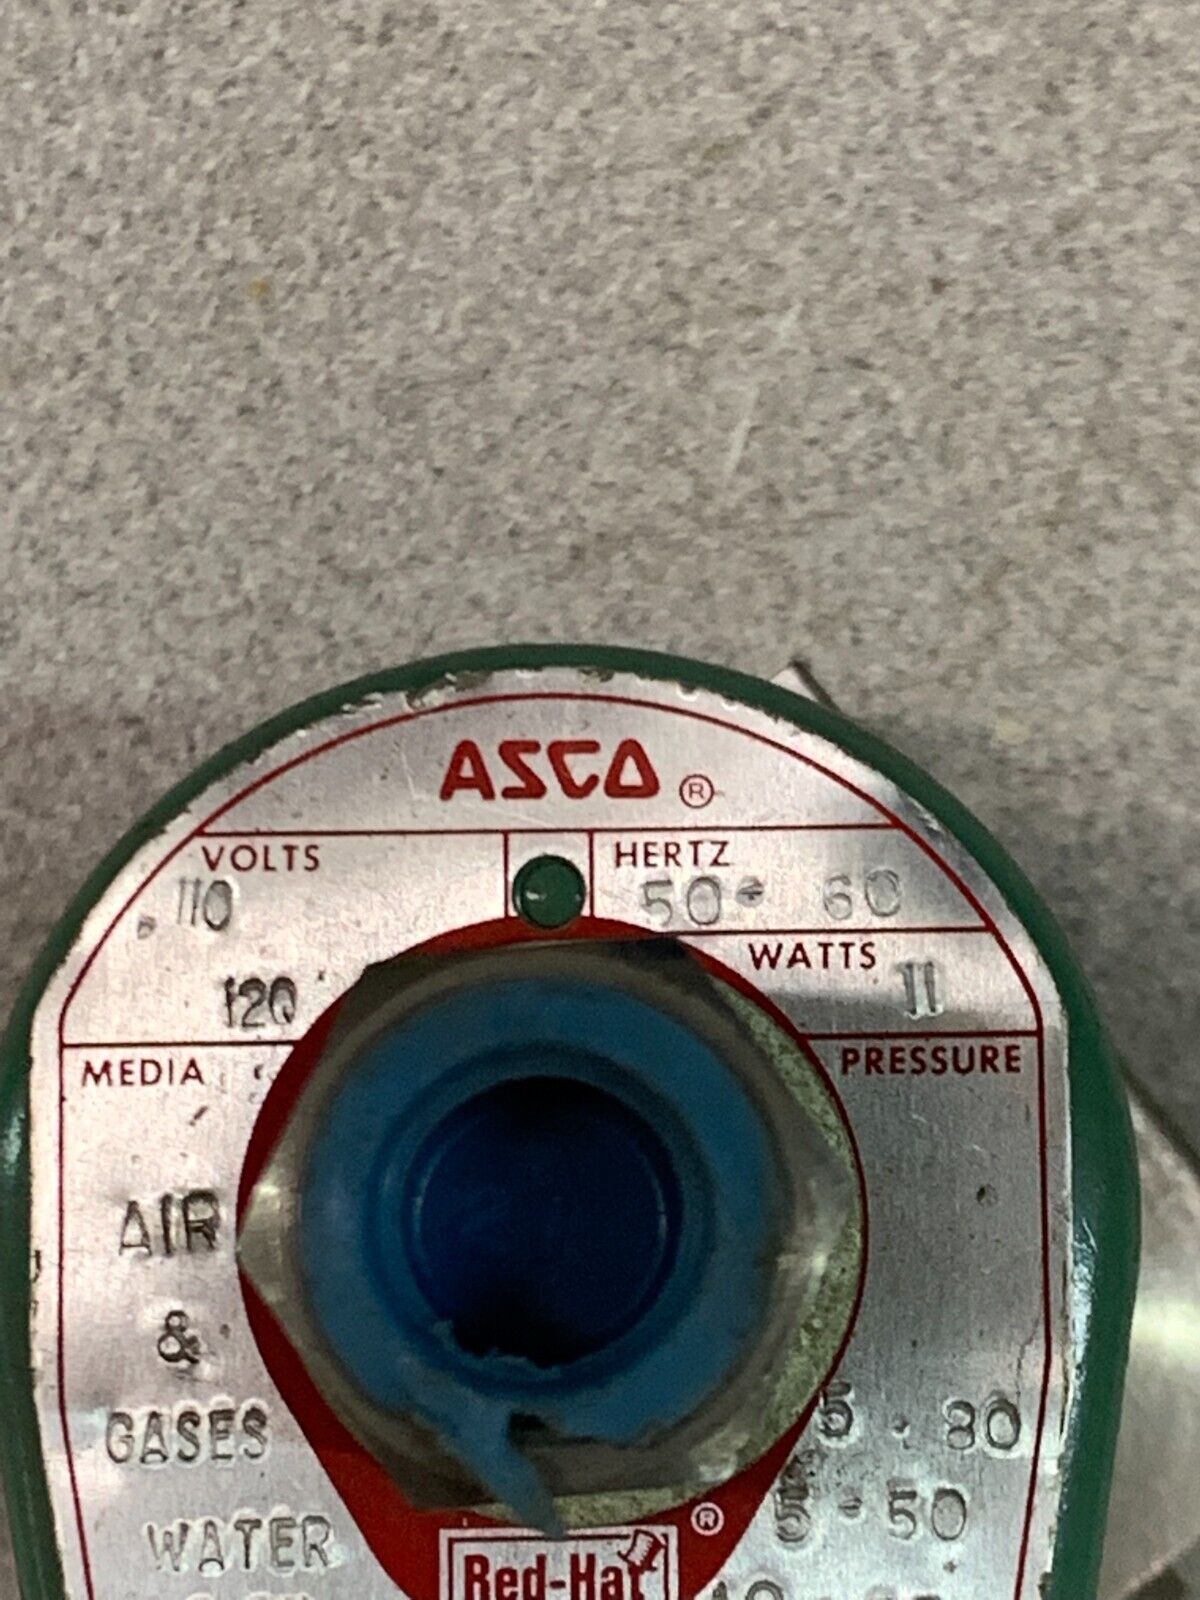 ASCO ®
VOLTS
110
120
HERTZ
50 60
WATTS 11
MEDIA
AIR
&
GASES
WATER
PRESSURE
5 - 80
5 - 50
®
Red-Hat